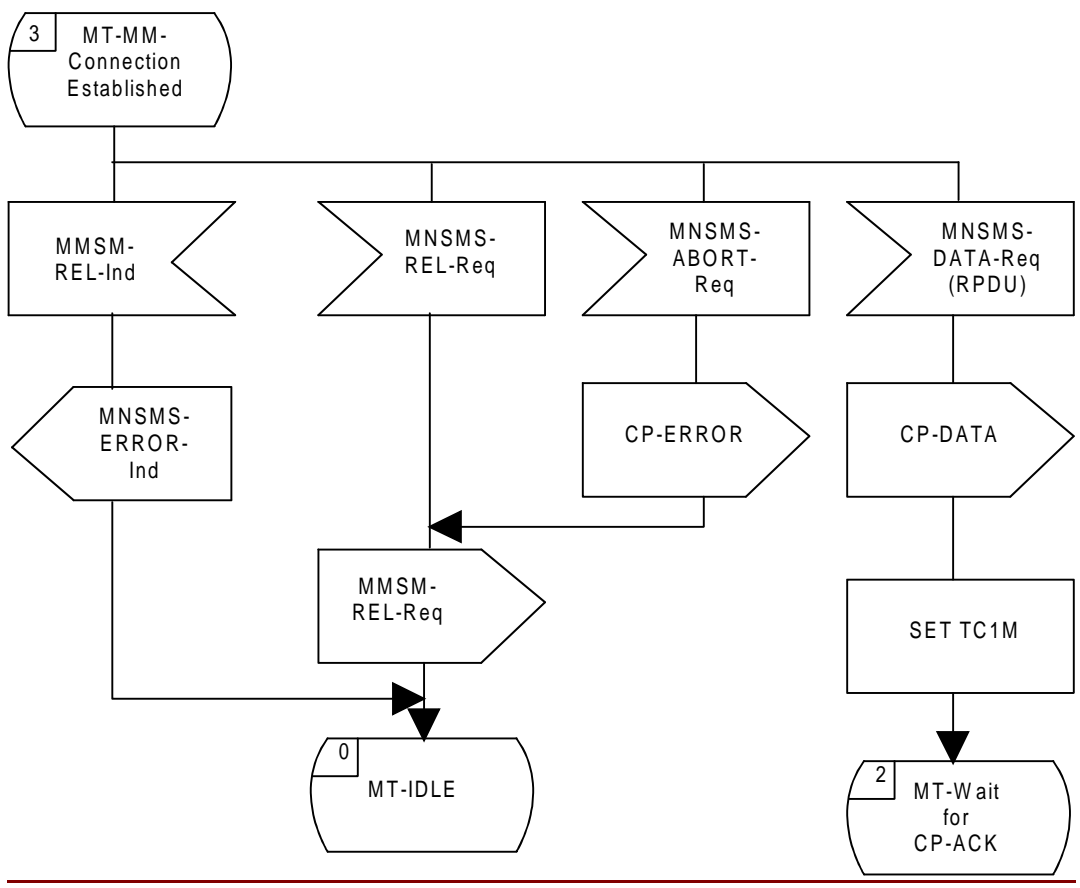 3
MT-MM-
Connection
Established
MMSM-
REL-Ind
MNSMS-
REL-Req
MNSMS-
ABORT-
Req
MNSMS-
DATA-Req
(RPDU)
MNSMS-
ERROR-
Ind
CP-ERROR
CP-DATA
MMSM-
REL-Req
SET TC1M
0
MT-IDLE
2
MT-Wait
for
CP-ACK